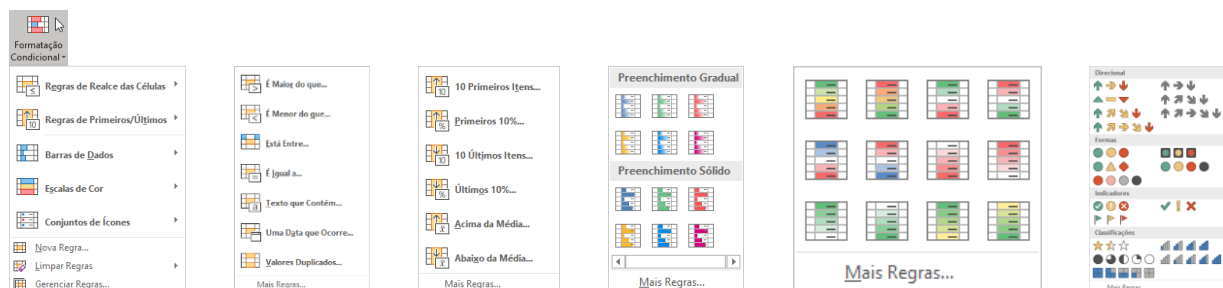 Formatação
Condicional
Regras de Realce das Células
Regras de Primeiros/Últimos
Barras de Dados
Escalas de Cor
Conjuntos de Ícones
Nova Regra...
Limpar Regras
Gerenciar Regras...
É Maior do que...
É Menor do que...
Está Entre...
É Igual a...
Texto que Contém...
Uma Data que Ocorre...
Valores Duplicados...
Mais Regras...
10 Primeiros Itens...
Primeiros 10%...
10 Últimos Itens...
Últimos 10%...
Acima da Média...
Abaixo da Média...
Mais Regras...
Preenchimento Gradual
Preenchimento Sólido
Mais Regras...
Mais Regras...
Direcional
Formas
Indicadores
Classificações
Mais Regras